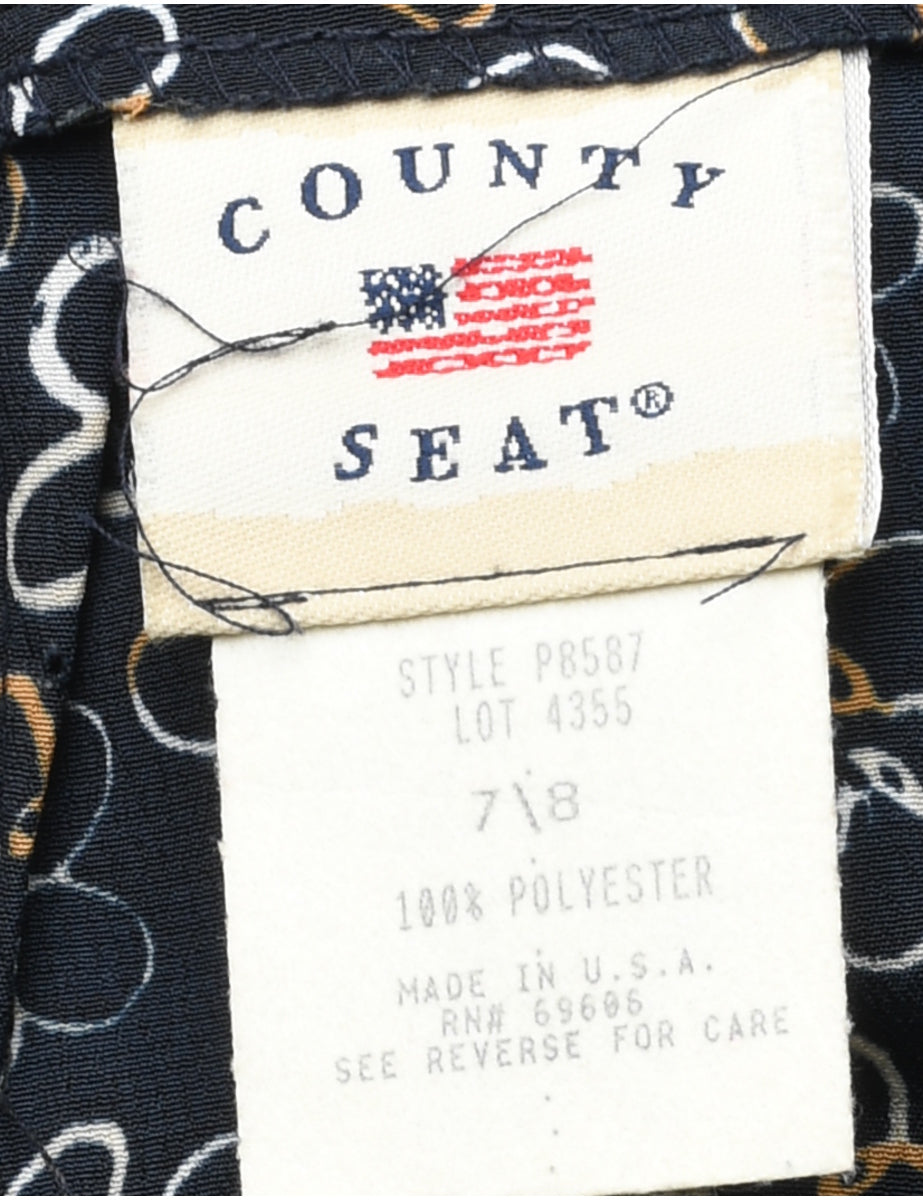 COUNTY
SEAT®
STYLE P8587
LOT 4355
7\8
100% POLYESTER
MADE IN U.S.A.
RN# 69606
SEE REVERSE FOR CARE